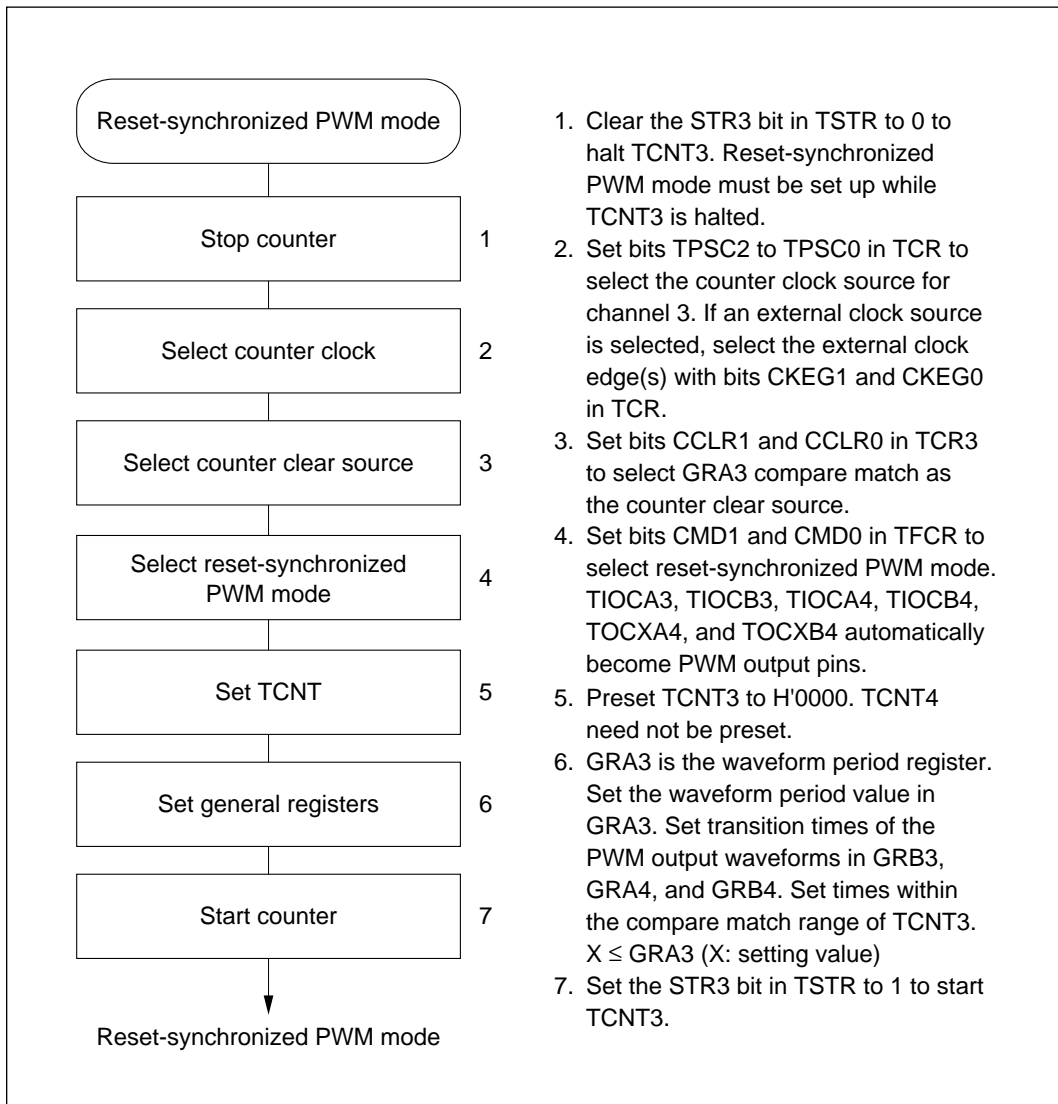 Reset-synchronized PWM mode
Stop counter
1
Select counter clock
2
Select counter clear source
3
Select reset-synchronized
PWM mode
4
Set TCNT
5
Set general registers
6
Start counter
7
Reset-synchronized PWM mode
1. Clear the STR3 bit in TSTR to 0 to
halt TCNT3. Reset-synchronized
PWM mode must be set up while
TCNT3 is halted.
2. Set bits TPSC2 to TPSC0 in TCR to
select the counter clock source for
channel 3. If an external clock source
is selected, select the external clock
edge(s) with bits CKEG1 and CKEG0
in TCR.
3. Set bits CCLR1 and CCLR0 in TCR3
to select GRA3 compare match as
the counter clear source.
4. Set bits CMD1 and CMD0 in TFCR to
select reset-synchronized PWM mode.
TIOCA3, TIOCB3, TIOCA4, TIOCB4,
TOCXA4, and TOCXB4 automatically
become PWM output pins.
5. Preset TCNT3 to H'0000. TCNT4
need not be preset.
6. GRA3 is the waveform period register.
Set the waveform period value in
GRA3. Set transition times of the
PWM output waveforms in GRB3,
GRA4, and GRB4. Set times within
the compare match range of TCNT3.
X ≤ GRA3 (X: setting value)
7. Set the STR3 bit in TSTR to 1 to start
TCNT3.